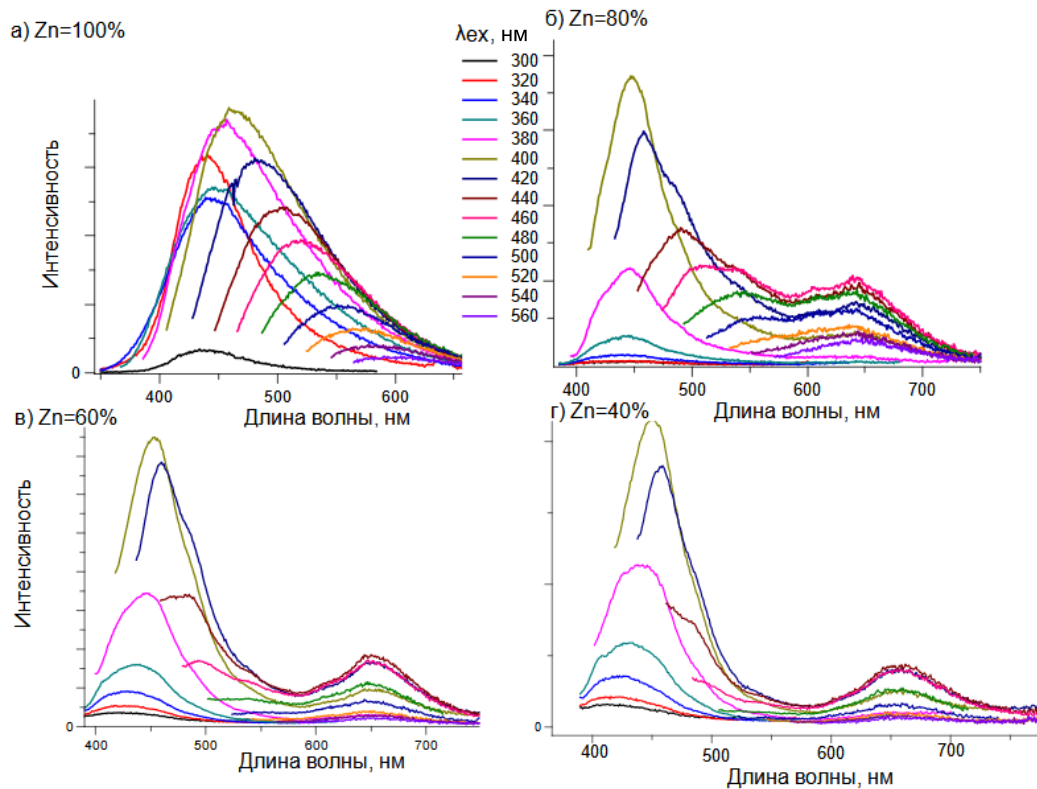 а) Zn=100%
Интенсивность
0
400
500
600
Длина волны, нм
λex, нм
300
320
340
360
380
400
420
440
460
480
500
520
540
560
б) Zn=80%
400
500
600
700
Длина волны, нм
в) Zn=60%
Интенсивность
0
400
500
600
700
Длина волны, нм
г) Zn=40%
0
400
500
600
700
Длина волны, нм